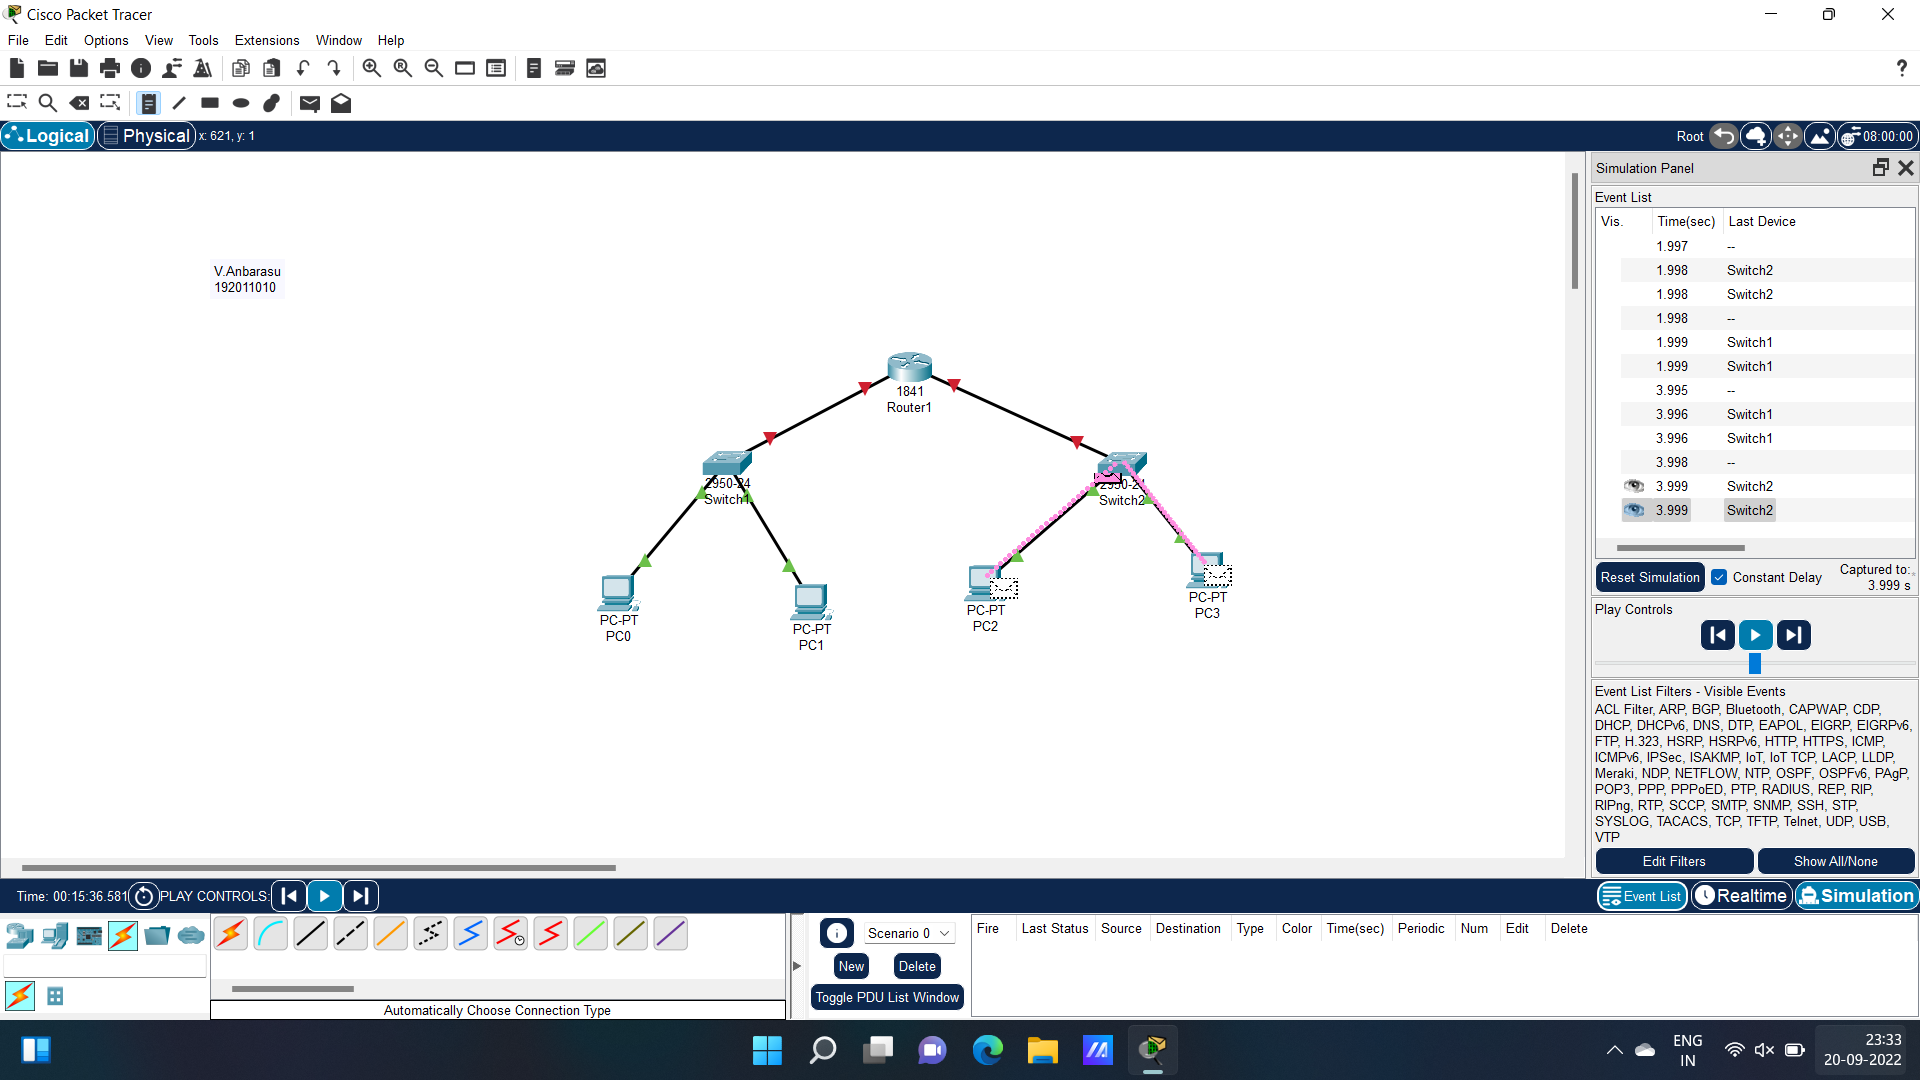 Cisco Packet Tracer
File Edit Options View Tools Extensions Window Help
?
Logical Physical x: 621, y: 1 Root 08:00:00
V.Anbarasu
192011010
1841
Router1
2950-24
Switch1
2950-24
Switch2
PC-PT
PC0
PC-PT
PC1
PC-PT
PC2
PC-PT
PC3
Simulation Panel
Event List
Vis. Time(sec) Last Device
1.997 --
1.998 Switch2
1.998 Switch2
1.998 --
1.999 Switch1
1.999 Switch1
3.995 --
3.996 Switch1
3.996 Switch1
3.998 --
3.999 Switch2
3.999 Switch2
Reset Simulation Constant Delay Captured to:
3.999 s
Play Controls
Event List Filters - Visible Events
ACL Filter, ARP, BGP, Bluetooth, CAPWAP, CDP,
DHCP, DHCPv6, DNS, DTP, EAPOL, EIGRP, EIGRPv6,
FTP, H.323, HSRP, HSRPv6, HTTP, HTTPS, ICMP,
ICMPv6, IPSec, ISAKMP, IoT, IoT TCP, LACP, LLDP,
Meraki, NDP, NETFLOW, NTP, OSPF, OSPFv6, PAgP,
POP3, PPP, PPPoED, PTP, RADIUS, REP, RIP,
RIPng, RTP, SCCP, SMTP, SNMP, SSH, STP,
SYSLOG, TACACS, TCP, TFTP, Telnet, UDP, USB,
VTP
Edit Filters Show All/None
Time: 00:15:36.581 PLAY CONTROLS: Event List Realtime Simulation
Scenario 0
New Delete
Toggle PDU List Window
Fire Last Status Source Destination Type Color Time(sec) Periodic Num Edit Delete
Automatically Choose Connection Type
ENG
IN
23:33
20-09-2022